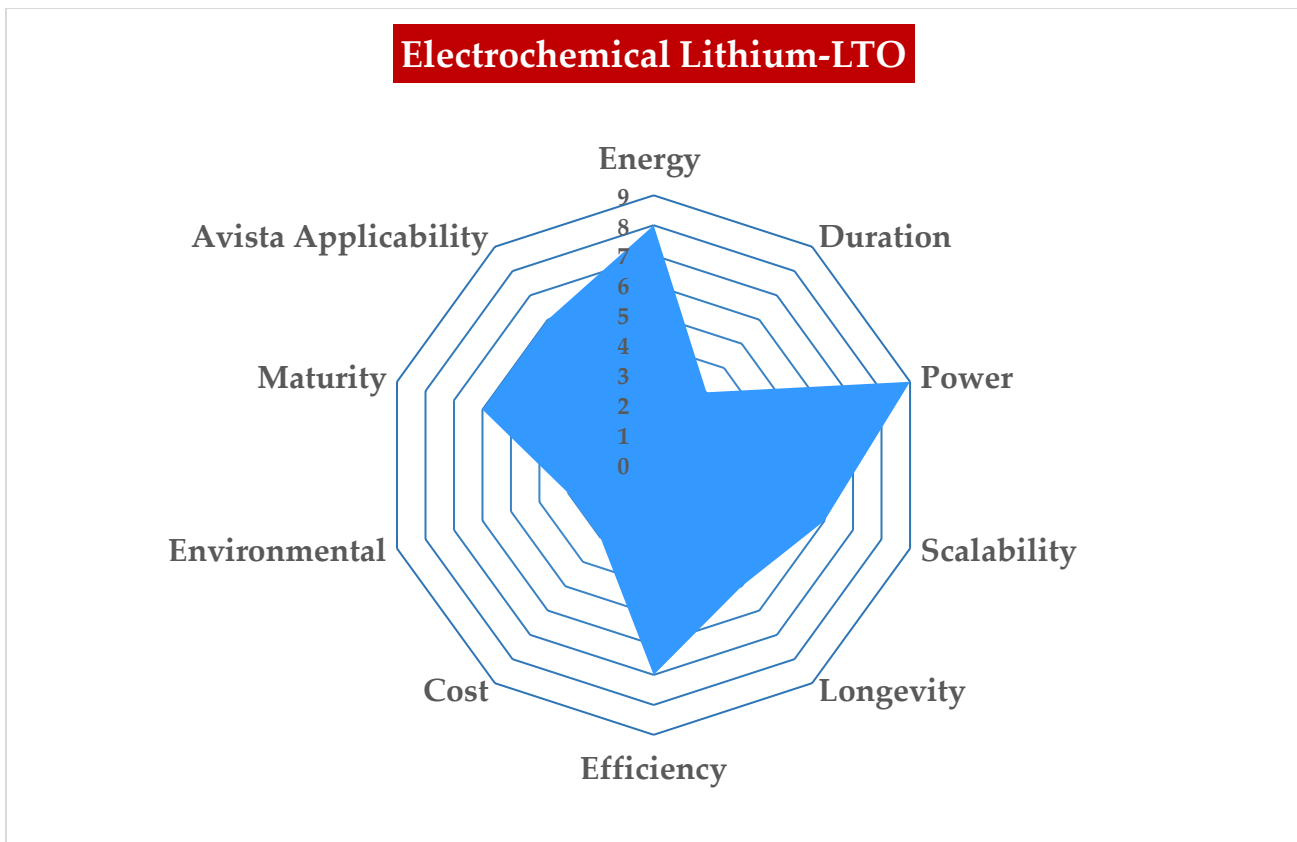 Electrochemical Lithium-LTO
Energy
9
Avista Applicability
Duration
8
7
6
5
4
Maturity
Power
3
2
1
0
Environmental
Scalability
Cost
Longevity
Efficiency